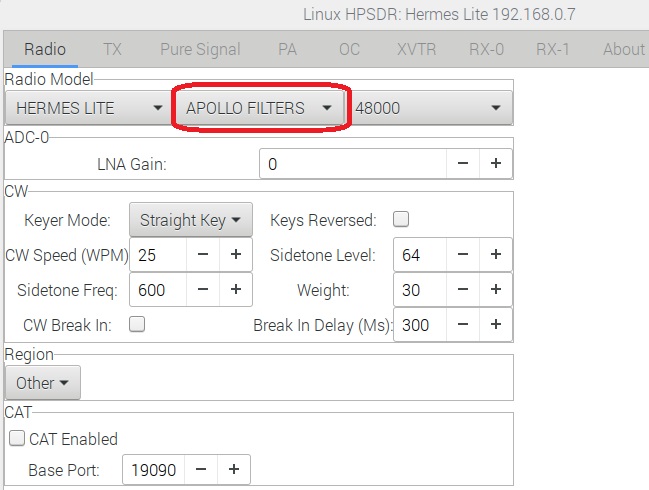 Linux HPSDR: Hermes Lite 192.168.0.7
Radio TX Pure Signal PA OC XVTR RX-0 RX-1 About
Radio Model
HERMES LITE APOLLO FILTERS 48000
ADC-0
LNA Gain: 0 − +
CW
Keyer Mode: Straight Key Keys Reversed:
CW Speed (WPM) 25 − + Sidetone Level: 64 − +
Sidetone Freq: 600 − + Weight: 30 − +
CW Break In: Break In Delay (Ms): 300 − +
Region
Other
CAT
CAT Enabled
Base Port: 19090 − +